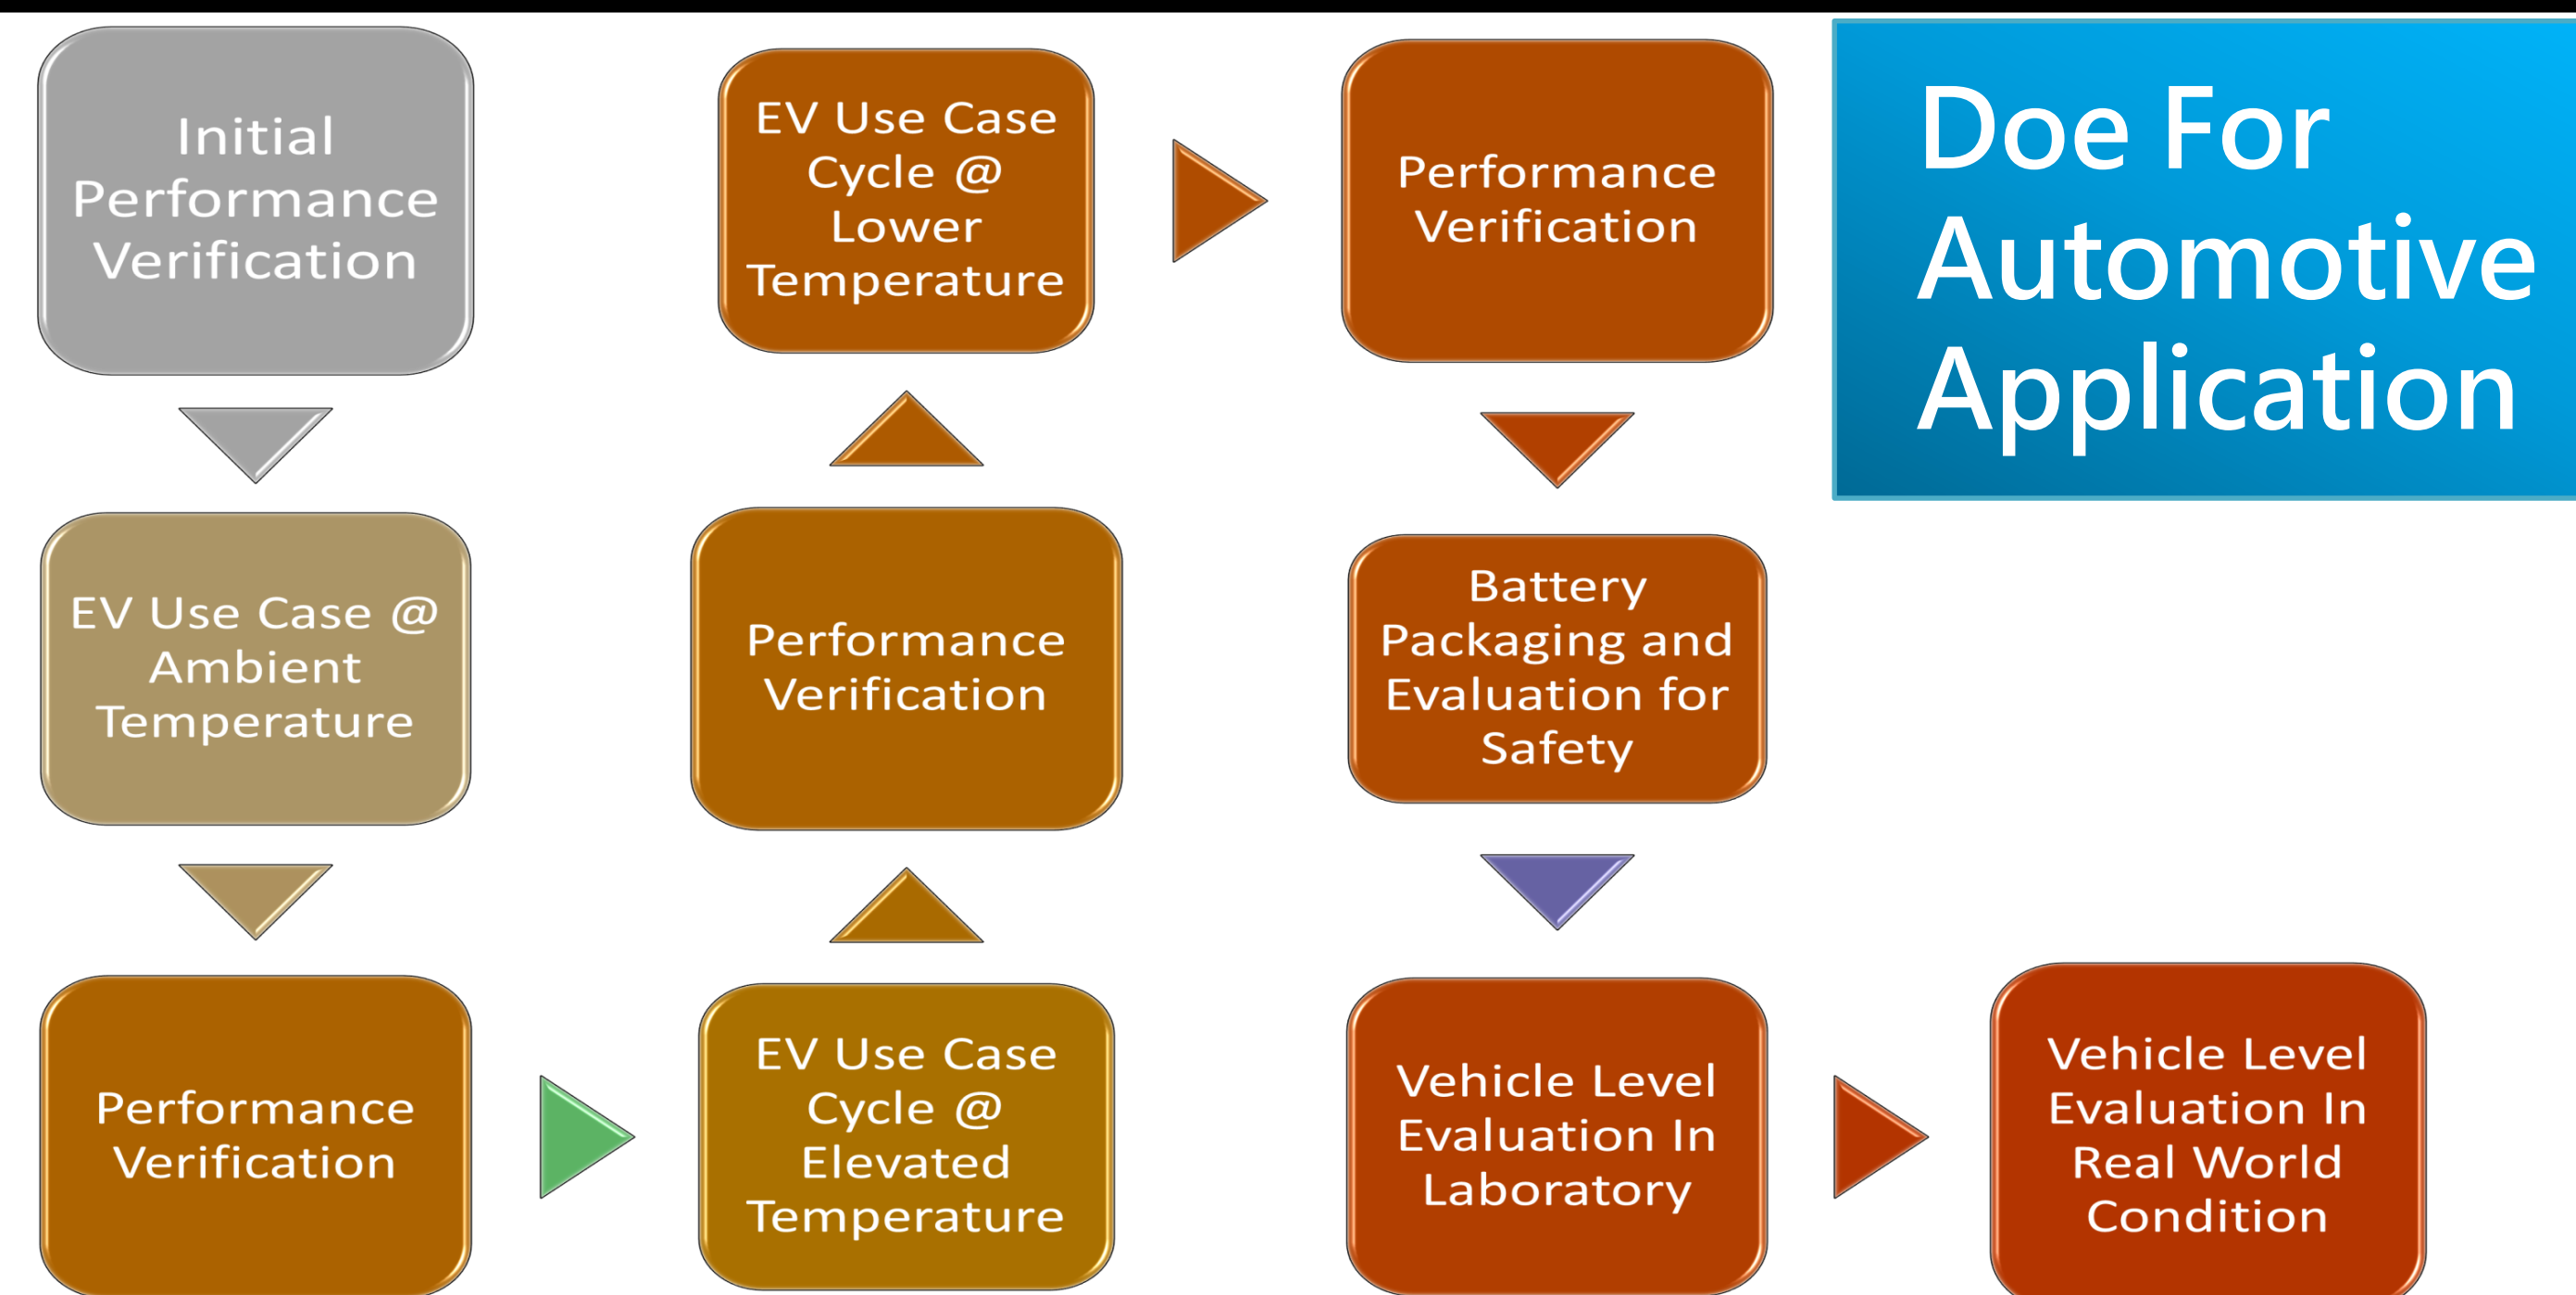 Doe For
Automotive
Application
Initial
Performance
Verification
EV Use Case @
Ambient
Temperature
Performance
Verification
EV Use Case
Cycle @
Elevated
Temperature
Performance
Verification
EV Use Case
Cycle @
Lower
Temperature
Performance
Verification
Battery
Packaging and
Evaluation for
Safety
Vehicle Level
Evaluation In
Laboratory
Vehicle Level
Evaluation In
Real World
Condition